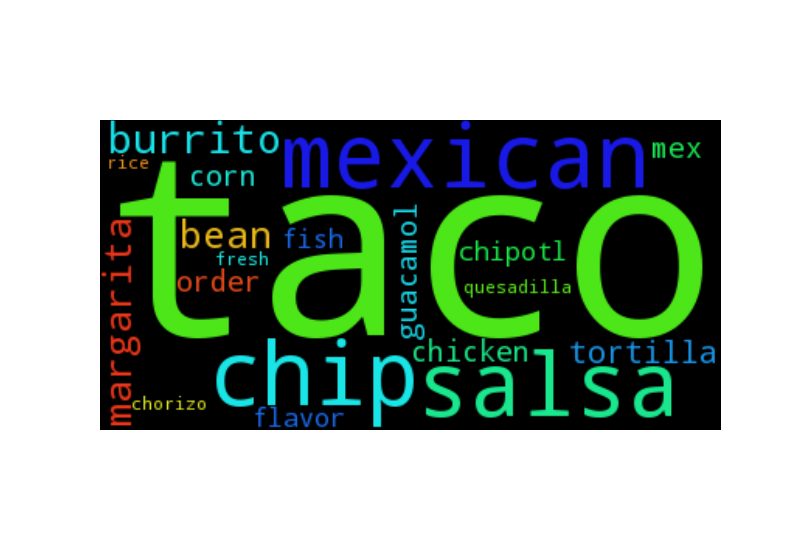 burrito
mexican
mex
rice
corn
taco
bean
fish
guacamol
chipotl
fresh
order
quesadilla
margarita
chip
chicken
tortilla
salsa
chorizo
flavor